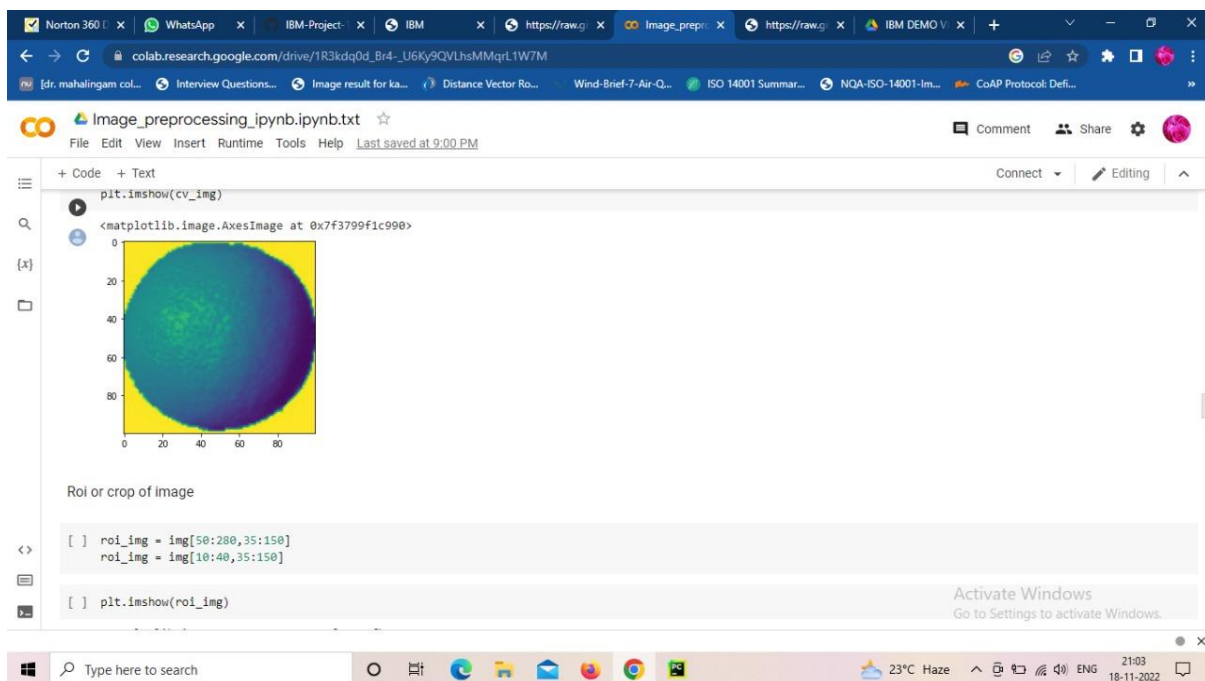 Norton 360 D
WhatsApp
IBM-Project-1
IBM
https://raw.g
Image_prepro
https://raw.g
IBM DEMO VI
colab.research.google.com/drive/1R3kdq0d_Br4-_U6Ky9QVLhsMMqrL1W7M
[dr. mahalingam col...
Interview Questions...
Image result for ka...
Distance Vector Ro...
Wind-Brief-7-Air-Q...
ISO 14001 Summar...
NQA-ISO-14001-Im...
CoAP Protocol: Defi...
»
CO
Image_preprocessing_ipynb.ipynb.txt
File Edit View Insert Runtime Tools Help Last saved at 9:00 PM
Comment
Share
+ Code + Text
Connect
Editing
plt.imshow(cv_img)
<matplotlib.image.AxesImage at 0x7f3799f1c990>
0
20
40
60
80
0 20 40 60 80
{x}
Roi or crop of image
[ ] roi_img = img[50:280,35:150]
roi_img = img[10:40,35:150]
[ ] plt.imshow(roi_img)
<>
Activate Windows
Go to Settings to activate Windows.
Type here to search
PC
23°C Haze
ENG
21:03
18-11-2022